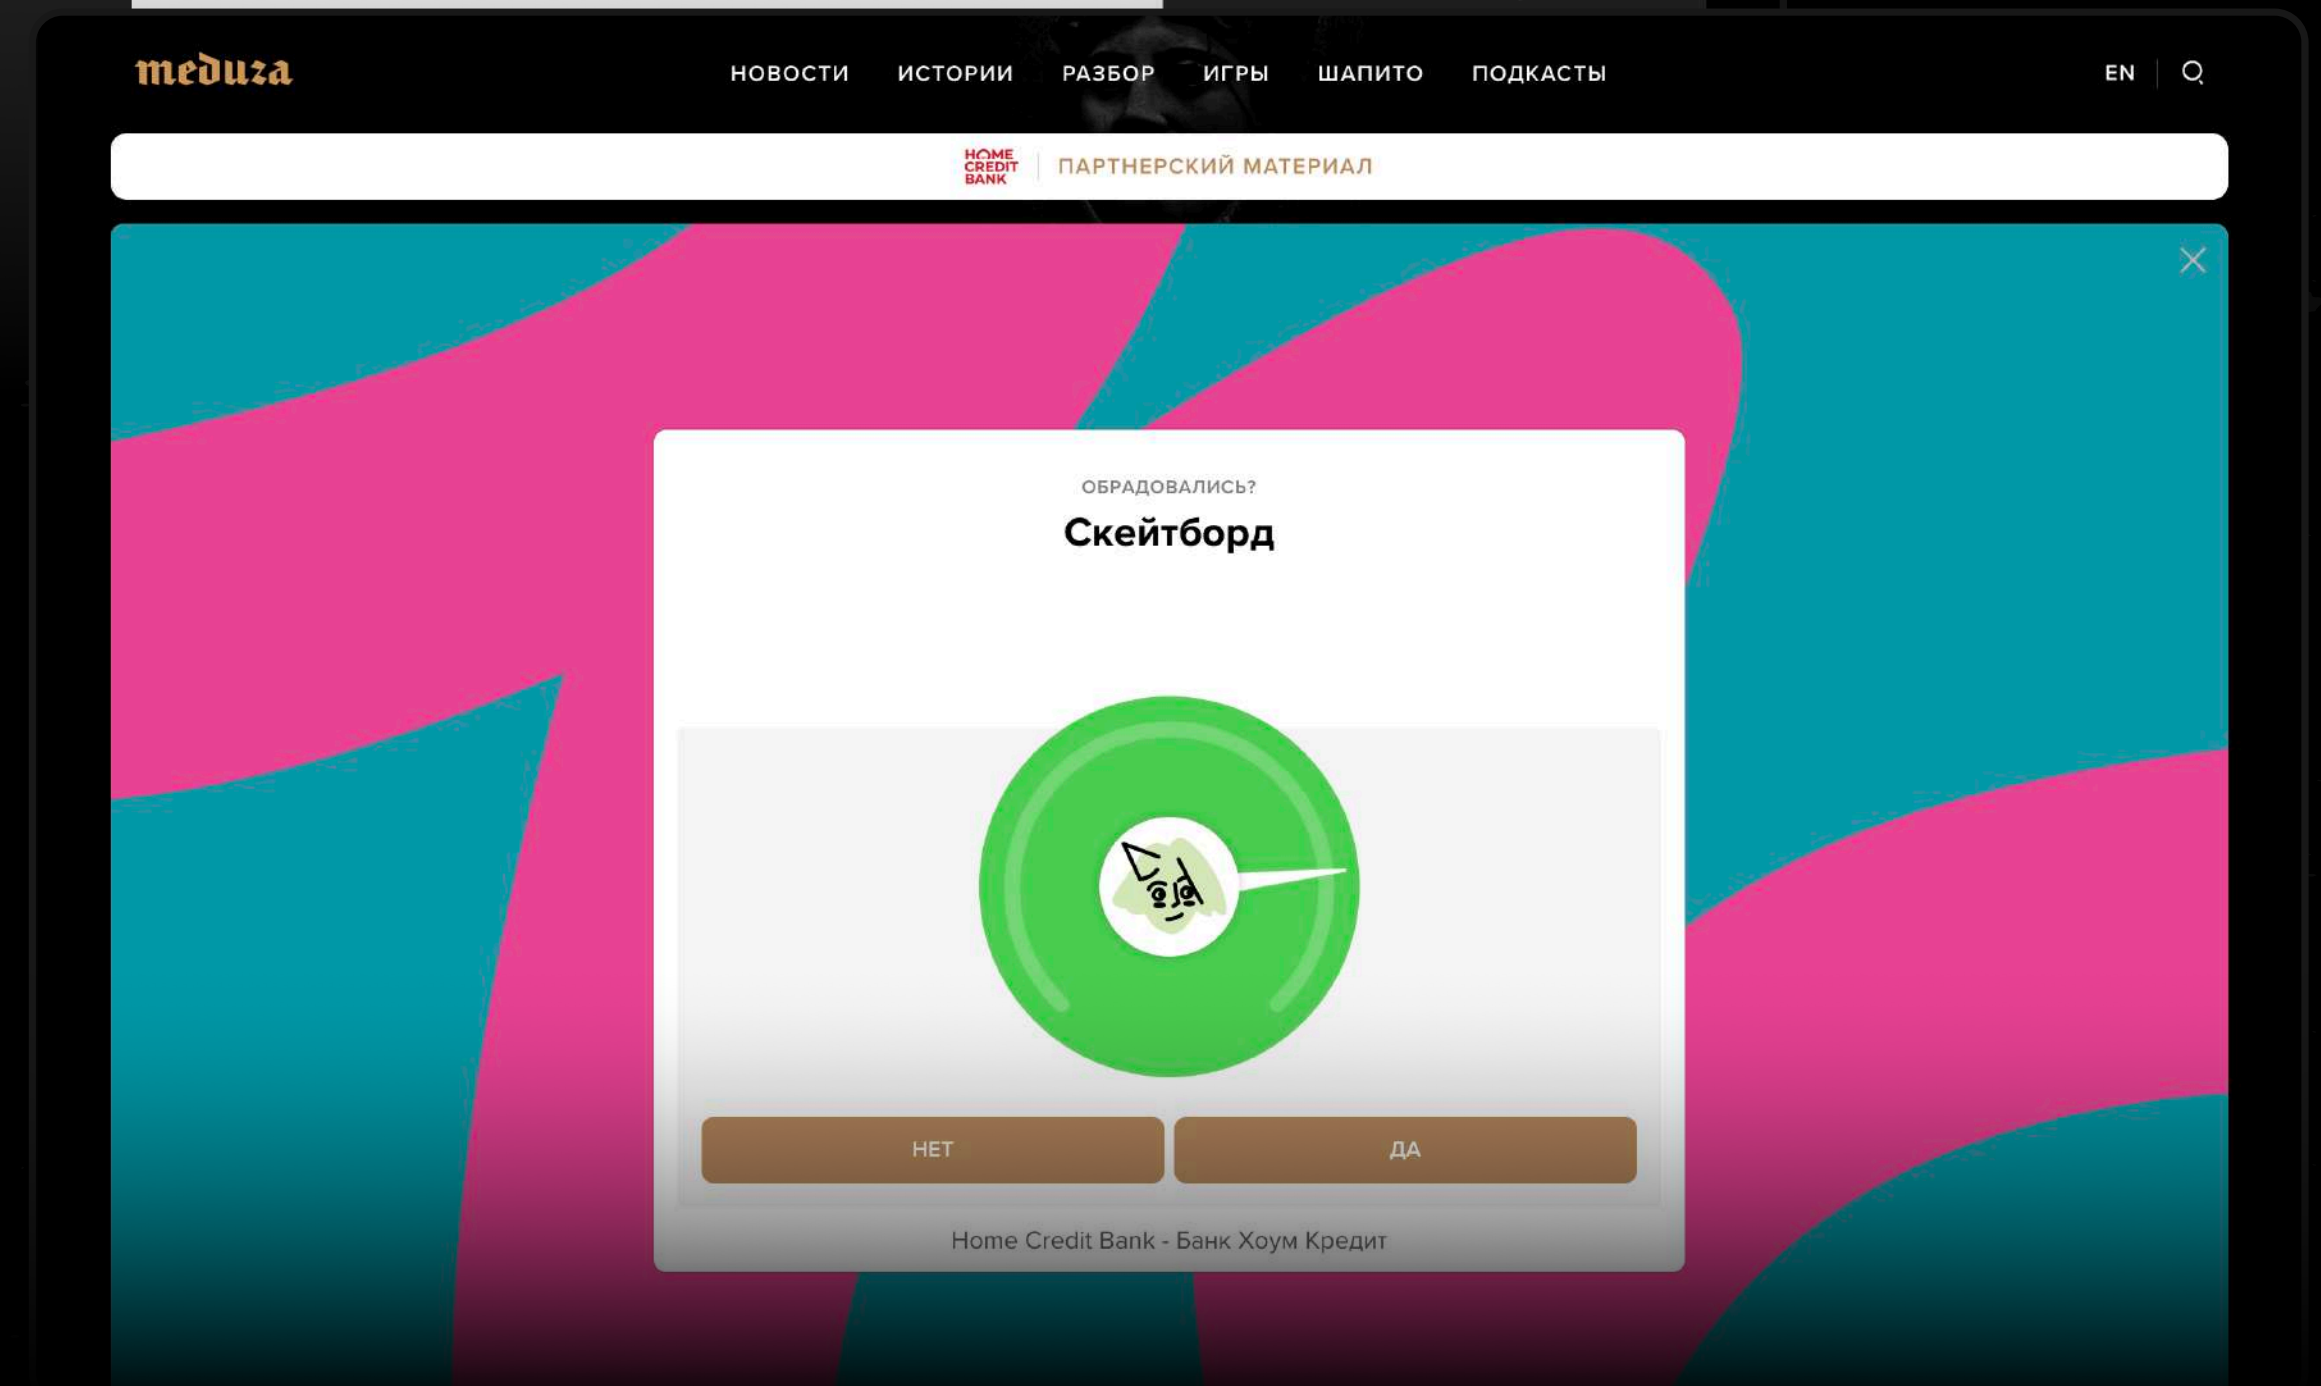 meduza
НОВОСТИ ИСТОРИИ РАЗБОР ИГРЫ ШАПИТО ПОДКАСТЫ
EN
HOME
CREDIT
BANK
ПАРТНЕРСКИЙ МАТЕРИАЛ
ОБРАДОВАЛИСЬ?
Скейтборд
НЕТ
ДА
Home Credit Bank - Банк Хоум Кредит